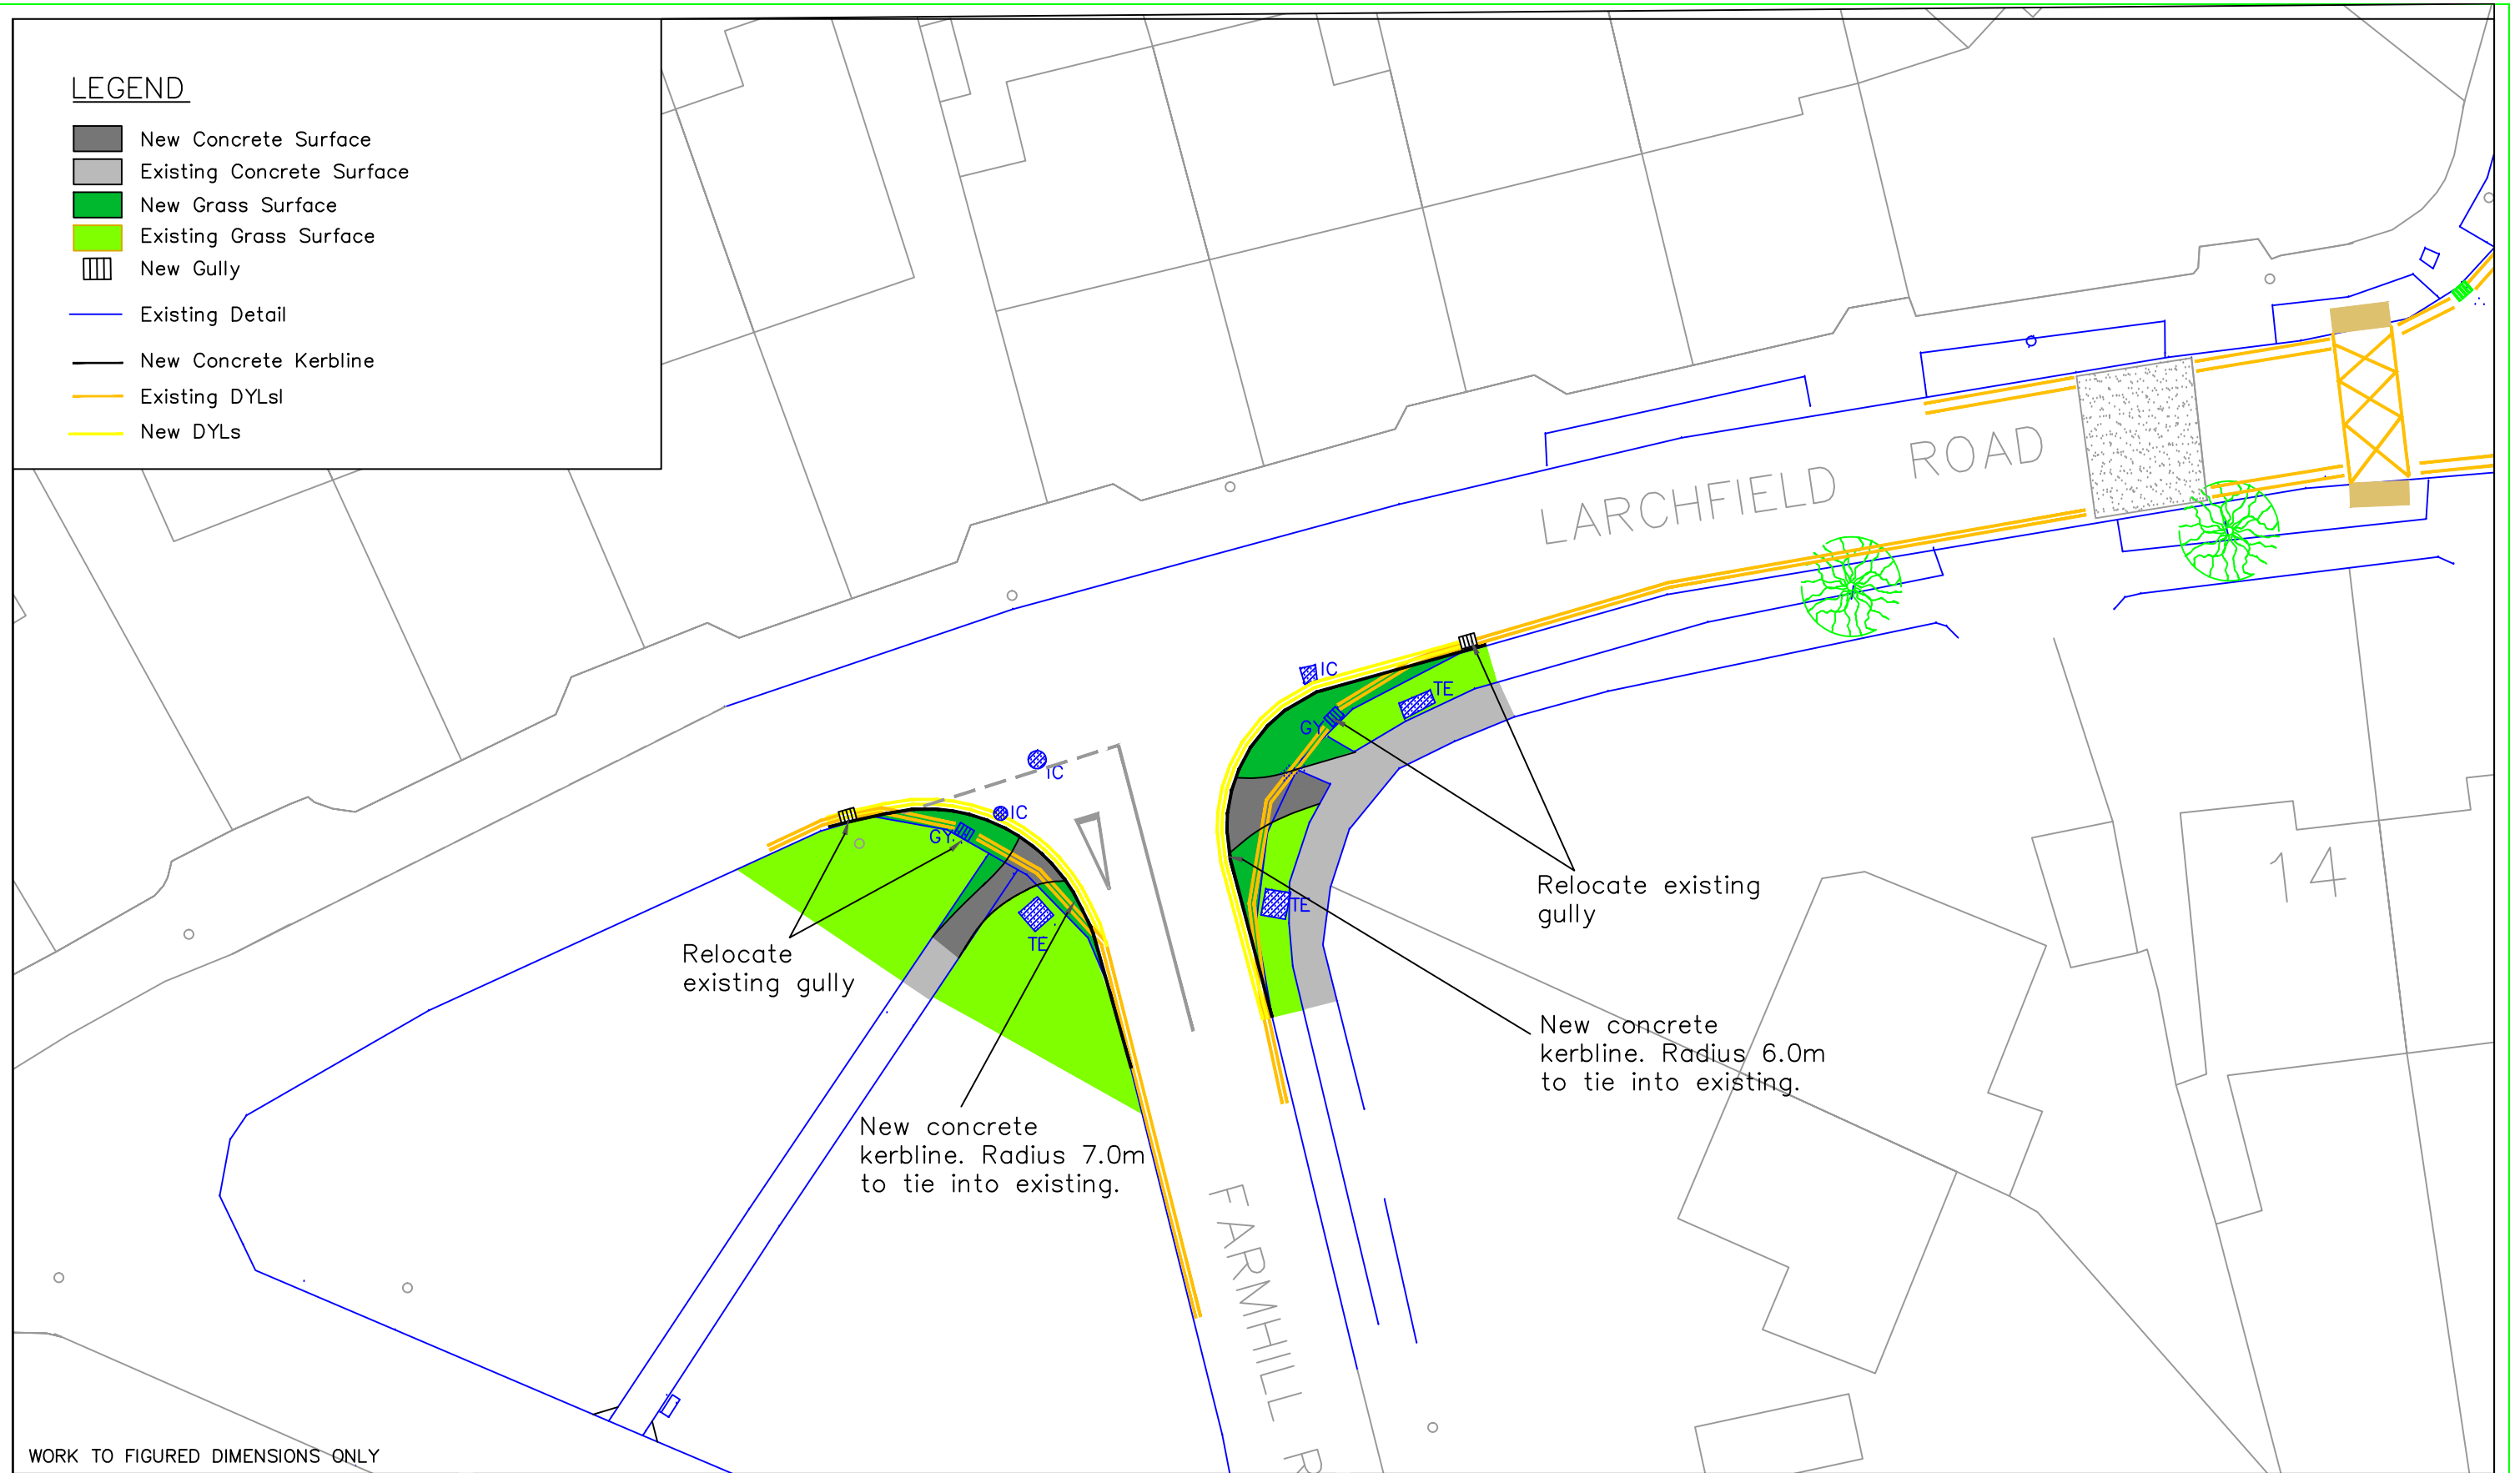 LEGEND
New Concrete Surface
Existing Concrete Surface
New Grass Surface
Existing Grass Surface
New Gully
Existing Detail
New Concrete Kerbline
Existing DYLsl
New DYLs
LARCHFIELD ROAD
IC
TE
GY
IC
IC
GY
TE
TE
14
Relocate existing
gully
Relocate
existing gully
New concrete
kerbline. Radius 6.0m
to tie into existing.
New concrete
kerbline. Radius 7.0m
to tie into existing.
FARMHILL R
WORK TO FIGURED DIMENSIONS ONLY